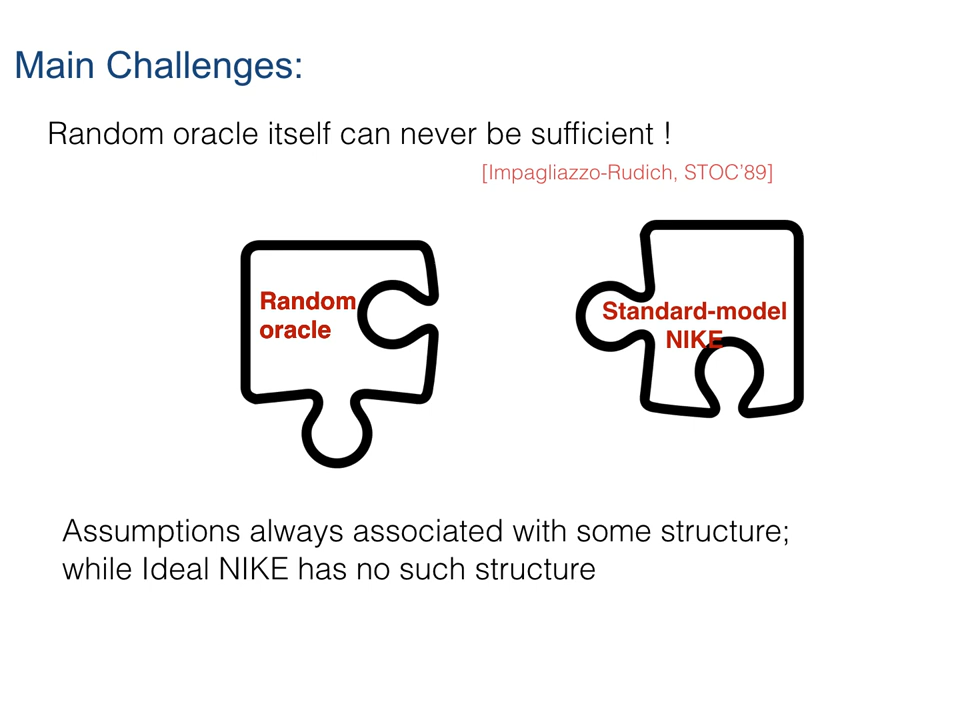 Main Challenges:
Random oracle itself can never be sufficient !
[Impagliazzo-Rudich, STOC'89]
Random
oracle
Standard-model
NIKE
Assumptions always associated with some structure;
while Ideal NIKE has no such structure